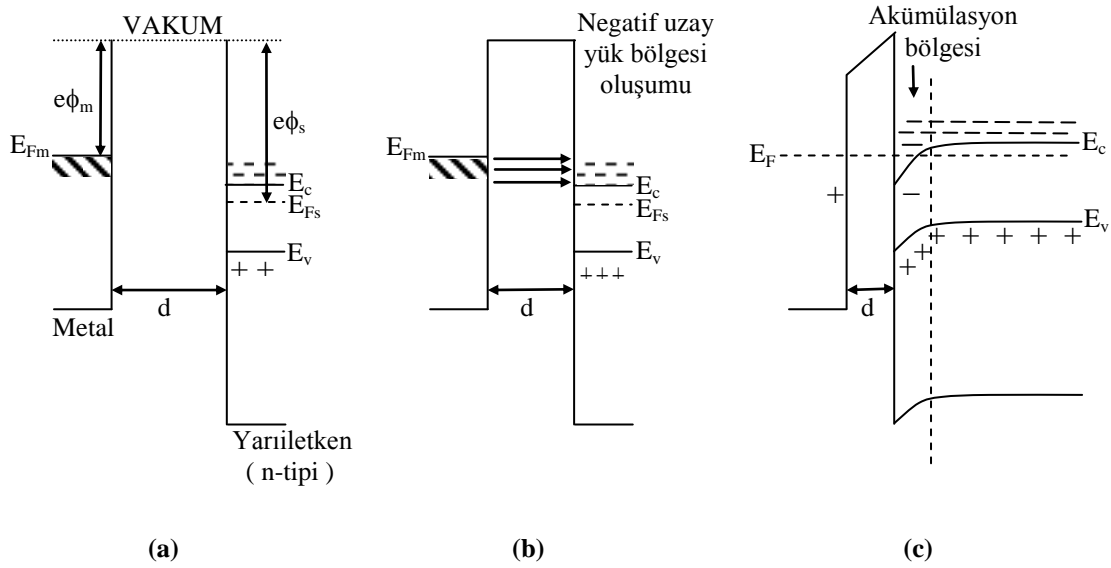 VAKUM
eϕm
eϕs
EFm
Ec
EFs
Ev
+ +
d
Metal
Yarıiletken
( n-tipi )
(a)
Negatif uzay
yük bölgesi
oluşumu
EFm
Ec
EFs
Ev
+++
d
(b)
Akümülasyon
bölgesi
EF
Ec
+ −
Ev
+ + + + + + +
d
(c)